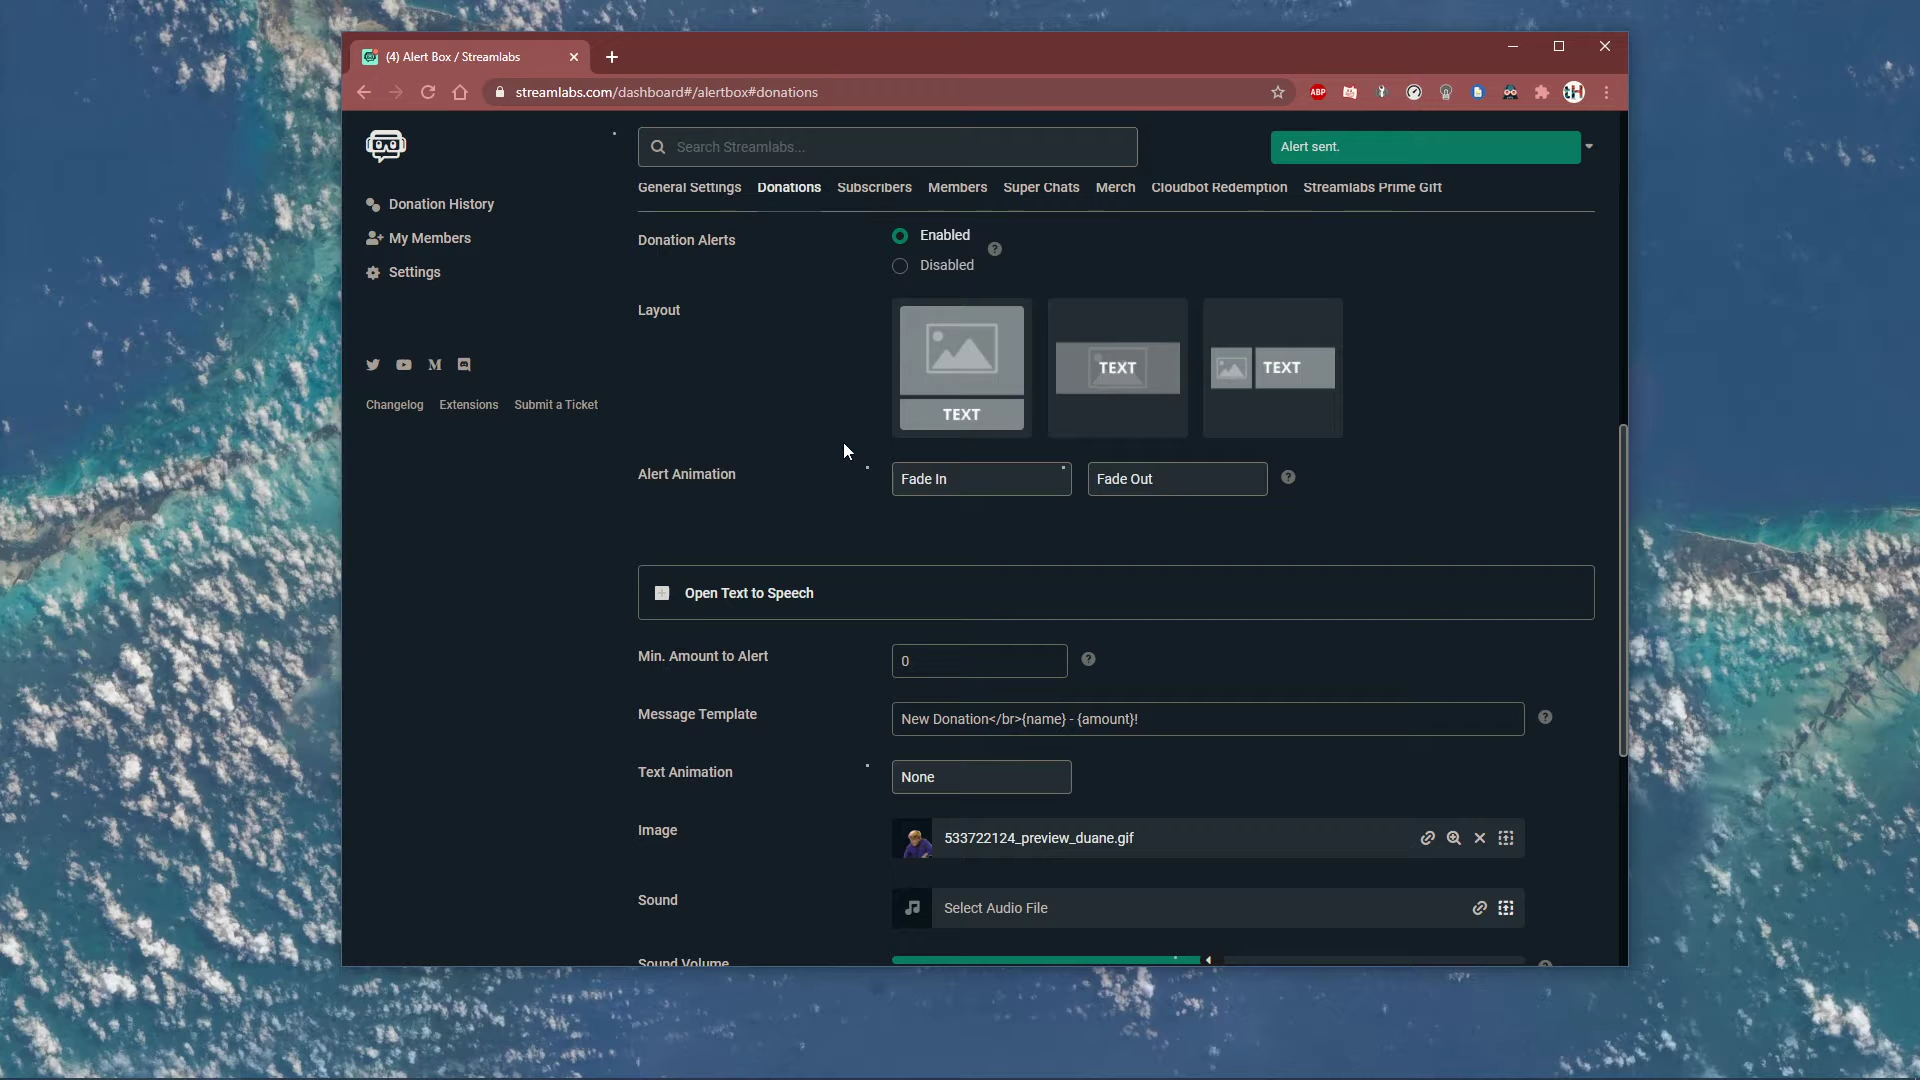 (4) Alert Box / Streamlabs
streamlabs.com/dashboard#/alertbox#donations
ABP
Search Streamlabs...
Alert sent.
General Settings Donations Subscribers Members Super Chats Merch Cloudbot Redemption Streamlabs Prime Gift
Donation History
My Members
Settings
Changelog Extensions Submit a Ticket
Donation Alerts
Enabled
Disabled
Layout
TEXT
TEXT
TEXT
Alert Animation
Fade In
Fade Out
Open Text to Speech
Min. Amount to Alert
0
Message Template
New Donation</br>{name} - {amount}!
Text Animation
None
Image
533722124_preview_duane.gif
Sound
Select Audio File
Sound Volume